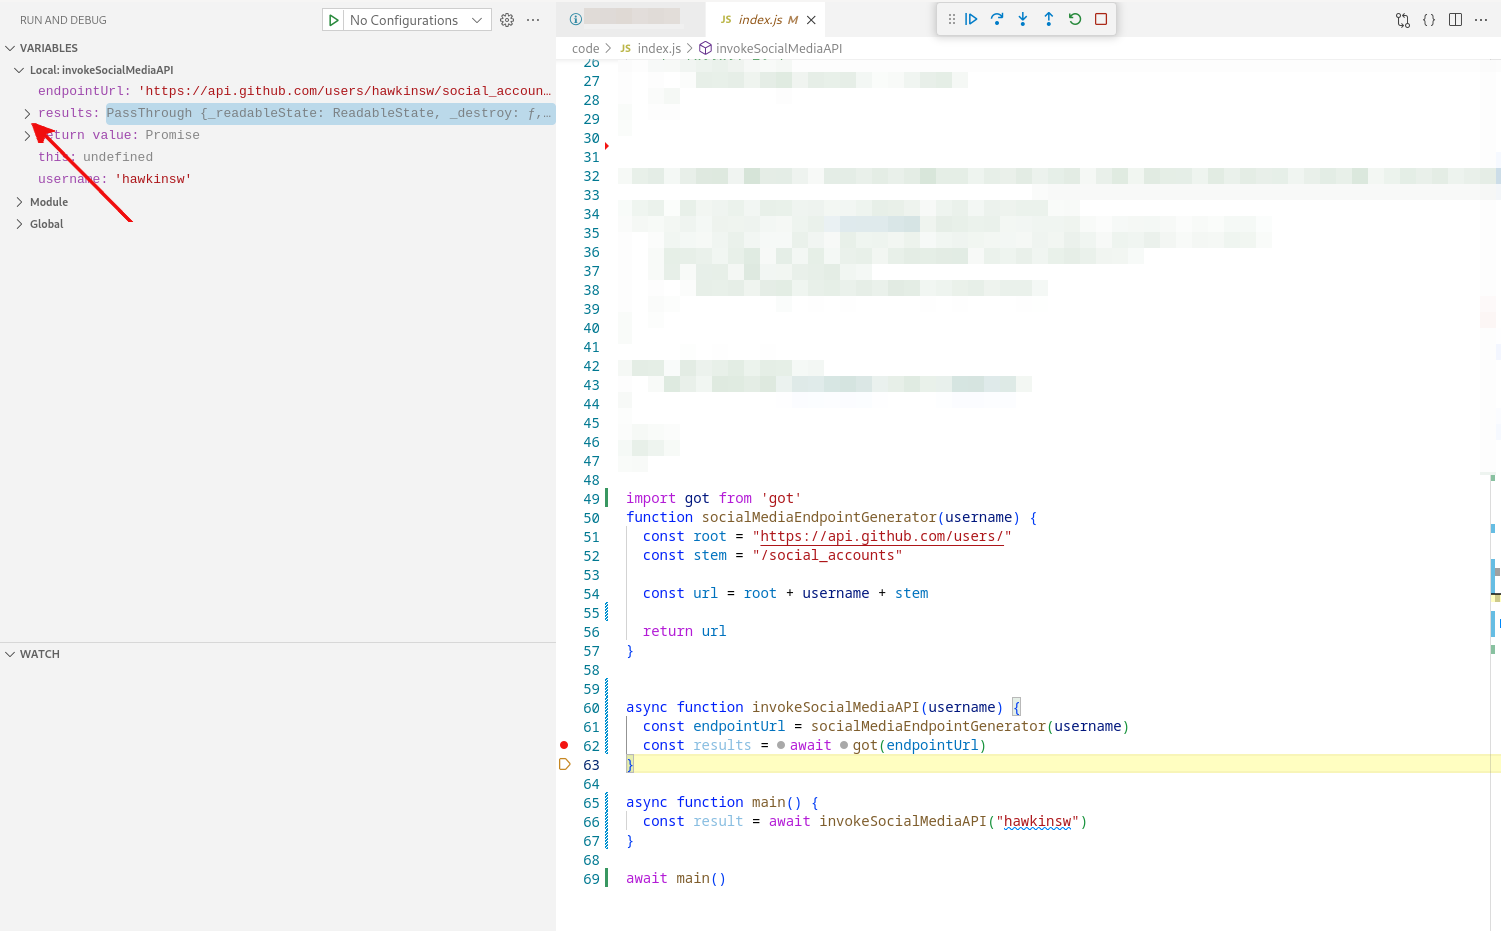 RUN AND DEBUG
No Configurations
JS index.js M
VARIABLES
Local: invokeSocialMediaAPI
endpointUrl: 'https://api.github.com/users/hawkinsw/social_accoun…
results: PassThrough {_readableState: ReadableState, _destroy: ƒ,…
eturn value: Promise
this: undefined
username: 'hawkinsw'
Module
Global
WATCH
code > JS index.js > invokeSocialMediaAPI
26
27
28
29
30
31
32
33
34
35
36
37
38
39
40
41
42
43
44
45
46
47
48
49 import got from 'got'
50 function socialMediaEndpointGenerator(username) {
51 const root = "https://api.github.com/users/"
52 const stem = "/social_accounts"
53
54 const url = root + username + stem
55
56 return url
57 }
58
59
60 async function invokeSocialMediaAPI(username) {
61 const endpointUrl = socialMediaEndpointGenerator(username)
62 const results = await got(endpointUrl)
63 }
64
65 async function main() {
66 const result = await invokeSocialMediaAPI("hawkinsw")
67 }
68
69 await main()